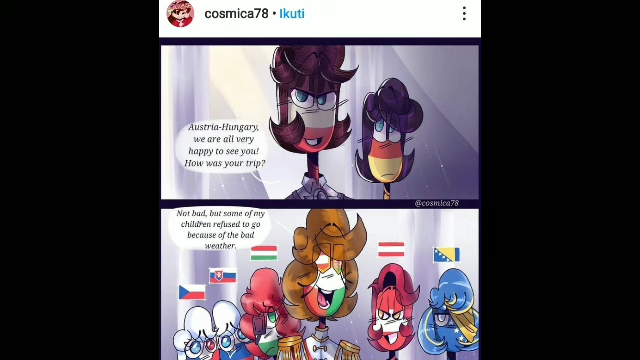 cosmica78 • Ikuti
Austria-Hungary,
we are all very
happy to see you!
How was your trip?
@cosmica78
Not bad, but some of my
children refused to go
because of the bad
weather.